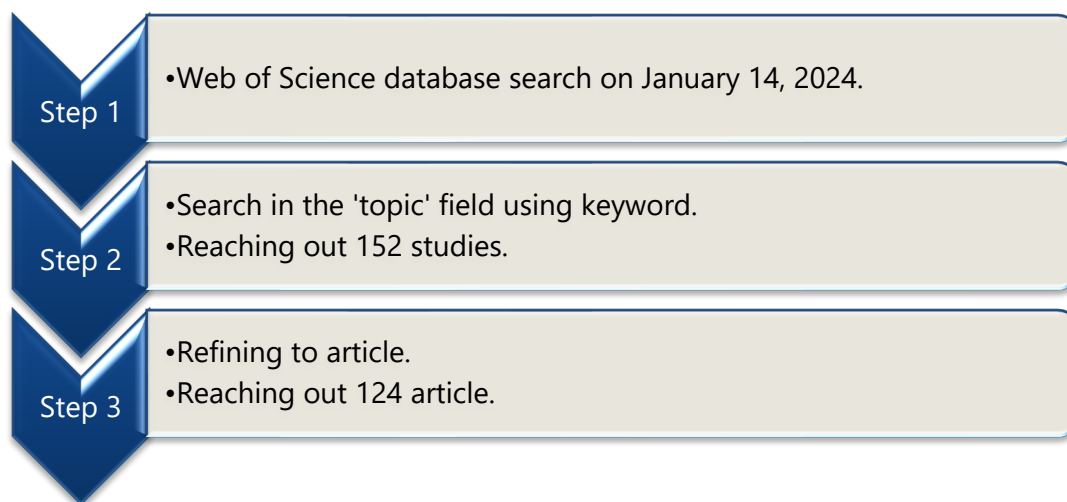 Step 1
•Web of Science database search on January 14, 2024.
Step 2
•Search in the 'topic' field using keyword.
•Reaching out 152 studies.
Step 3
•Refining to article.
•Reaching out 124 article.